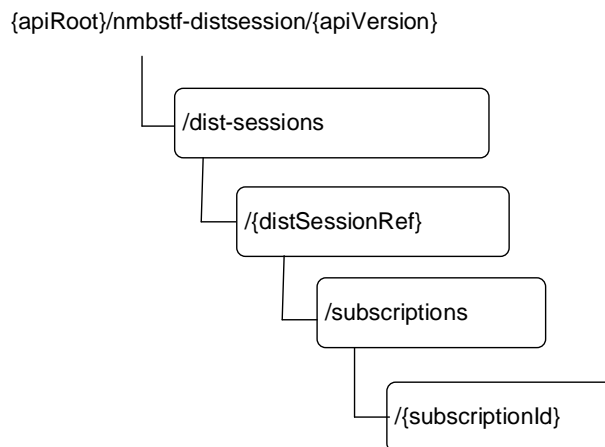 {apiRoot}/nmbstf-distsession/{apiVersion}
/dist-sessions
/{distSessionRef}
/subscriptions
/{subscriptionId}